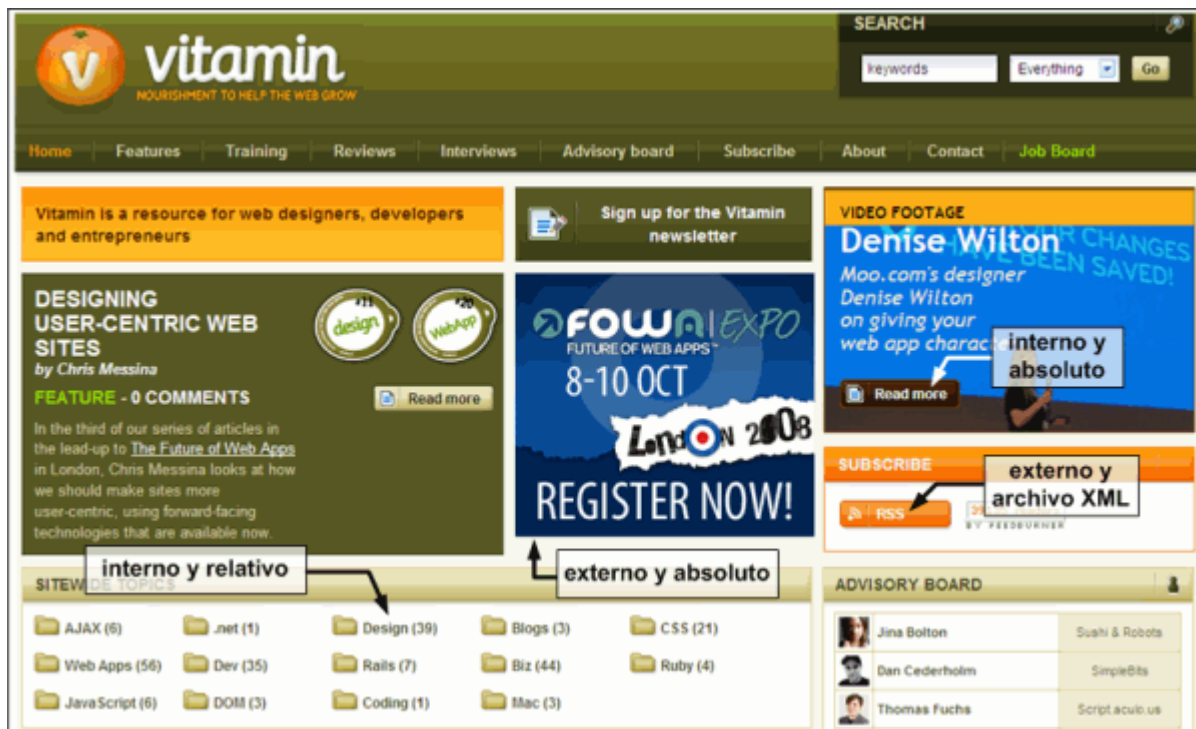 SEARCH
vitamin
NOURISHMENT TO HELP THE WEB GROW
keywords
Everything
Go
Home
Features
Training
Reviews
Interviews
Advisory board
Subscribe
About
Contact
Job Board
Vitamin is a resource for web designers, developers
and entrepreneurs
Sign up for the Vitamin
newsletter
DESIGNING
USER-CENTRIC WEB
SITES
by Chris Messina
#11
design
#20
WebApp
FEATURE - 0 COMMENTS
Read more
In the third of our series of articles in
the lead-up to The Future of Web Apps
in London, Chris Messina looks at how
we should make sites more
user-centric, using forward-facing
technologies that are available now.
FOWA EXPO
FUTURE OF WEB APPS™
8-10 OCT
London 2008
REGISTER NOW!
VIDEO FOOTAGE
Denise Wilton
YOUR CHANGES
HAVE BEEN SAVED!
Moo.com's designer
Denise Wilton
on giving your
web app
interno y
absoluto
Read more
SUBSCRIBE
externo y
archivo XML
RSS
BY FEEDBURNER
interno y relativo
externo y absoluto
SITEWIDE TOPICS
AJAX (6)
.net (1)
Design (39)
Blogs (3)
CSS (21)
Web Apps (56)
Dev (35)
Rails (7)
Biz (44)
Ruby (4)
JavaScript (6)
DOM (3)
Coding (1)
Mac (3)
ADVISORY BOARD
Jina Bolton
Sushi & Robots
Dan Cederholm
SimpleBits
Thomas Fuchs
Script.aculo.us